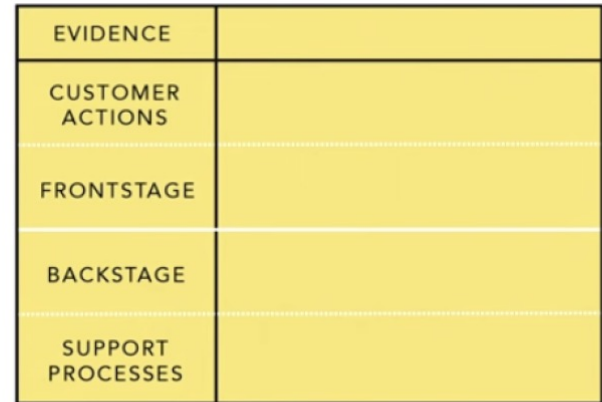 EVIDENCE
CUSTOMER
ACTIONS
FRONTSTAGE
BACKSTAGE
SUPPORT
PROCESSES